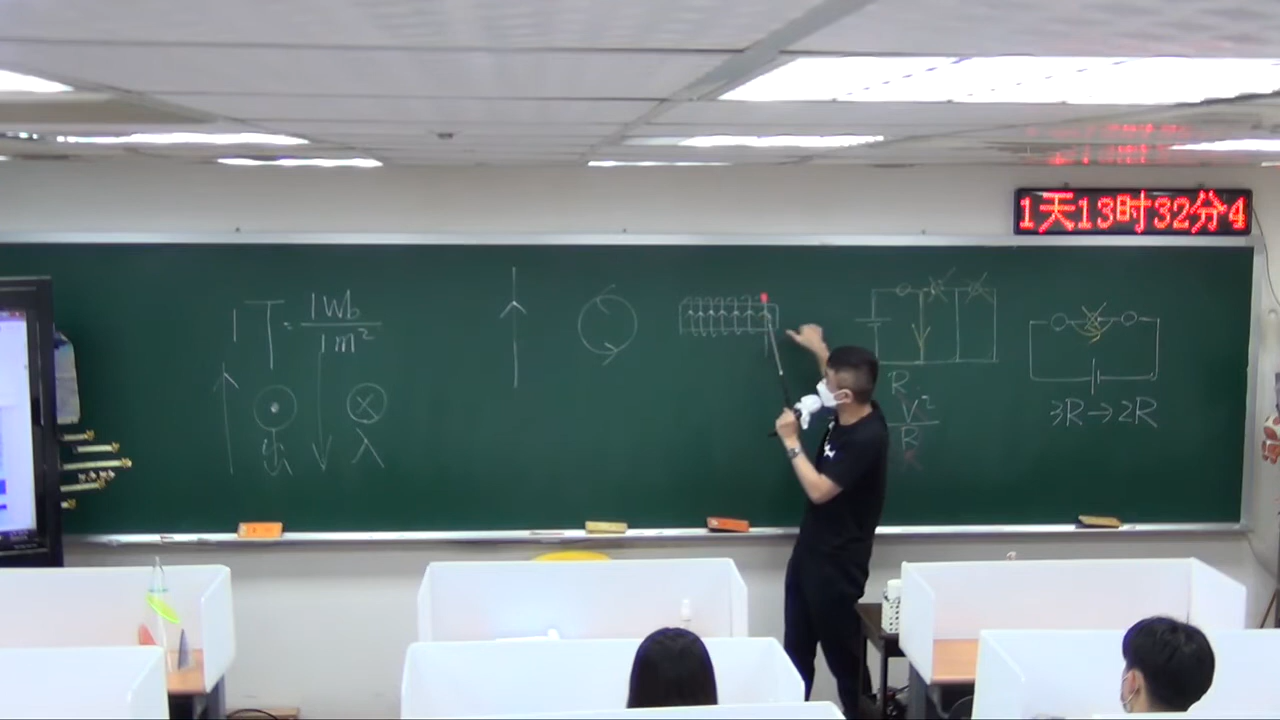 1天13时32分4
1T = 1Wb / 1m²
出
入
R
V²
R
3R→2R